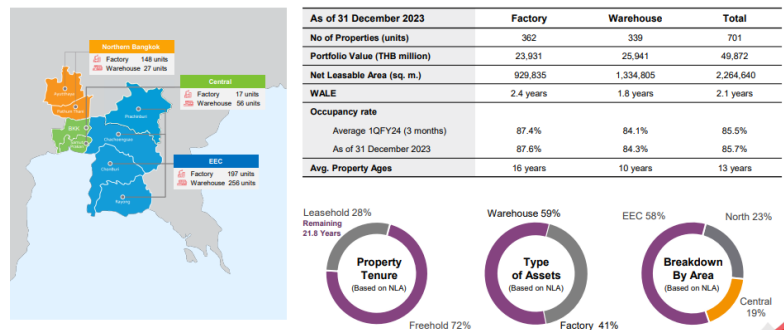 Northern Bangkok
Factory 148 units
Warehouse 27 units
Central
Factory 17 units
Warehouse 56 units
EEC
Factory 197 units
Warehouse 256 units
Ayutthaya
Pathum Thani
BKK
Samut Prakan
Prachinburi
Chachoengsao
Chonburi
Rayong
As of 31 December 2023 Factory Warehouse Total
No of Properties (units) 362 339 701
Portfolio Value (THB million) 23,931 25,941 49,872
Net Leasable Area (sq. m.) 929,835 1,334,805 2,264,640
WALE 2.4 years 1.8 years 2.1 years
Occupancy rate
Average 1QFY24 (3 months) 87.4% 84.1% 85.5%
As of 31 December 2023 87.6% 84.3% 85.7%
Avg. Property Ages 16 years 10 years 13 years
Leasehold 28%
Remaining
21.8 Years
Property
Tenure
(Based on NLA)
Freehold 72%
Warehouse 59%
Type
of Assets
(Based on NLA)
Factory 41%
EEC 58%
North 23%
Breakdown
By Area
(Based on NLA)
Central
19%